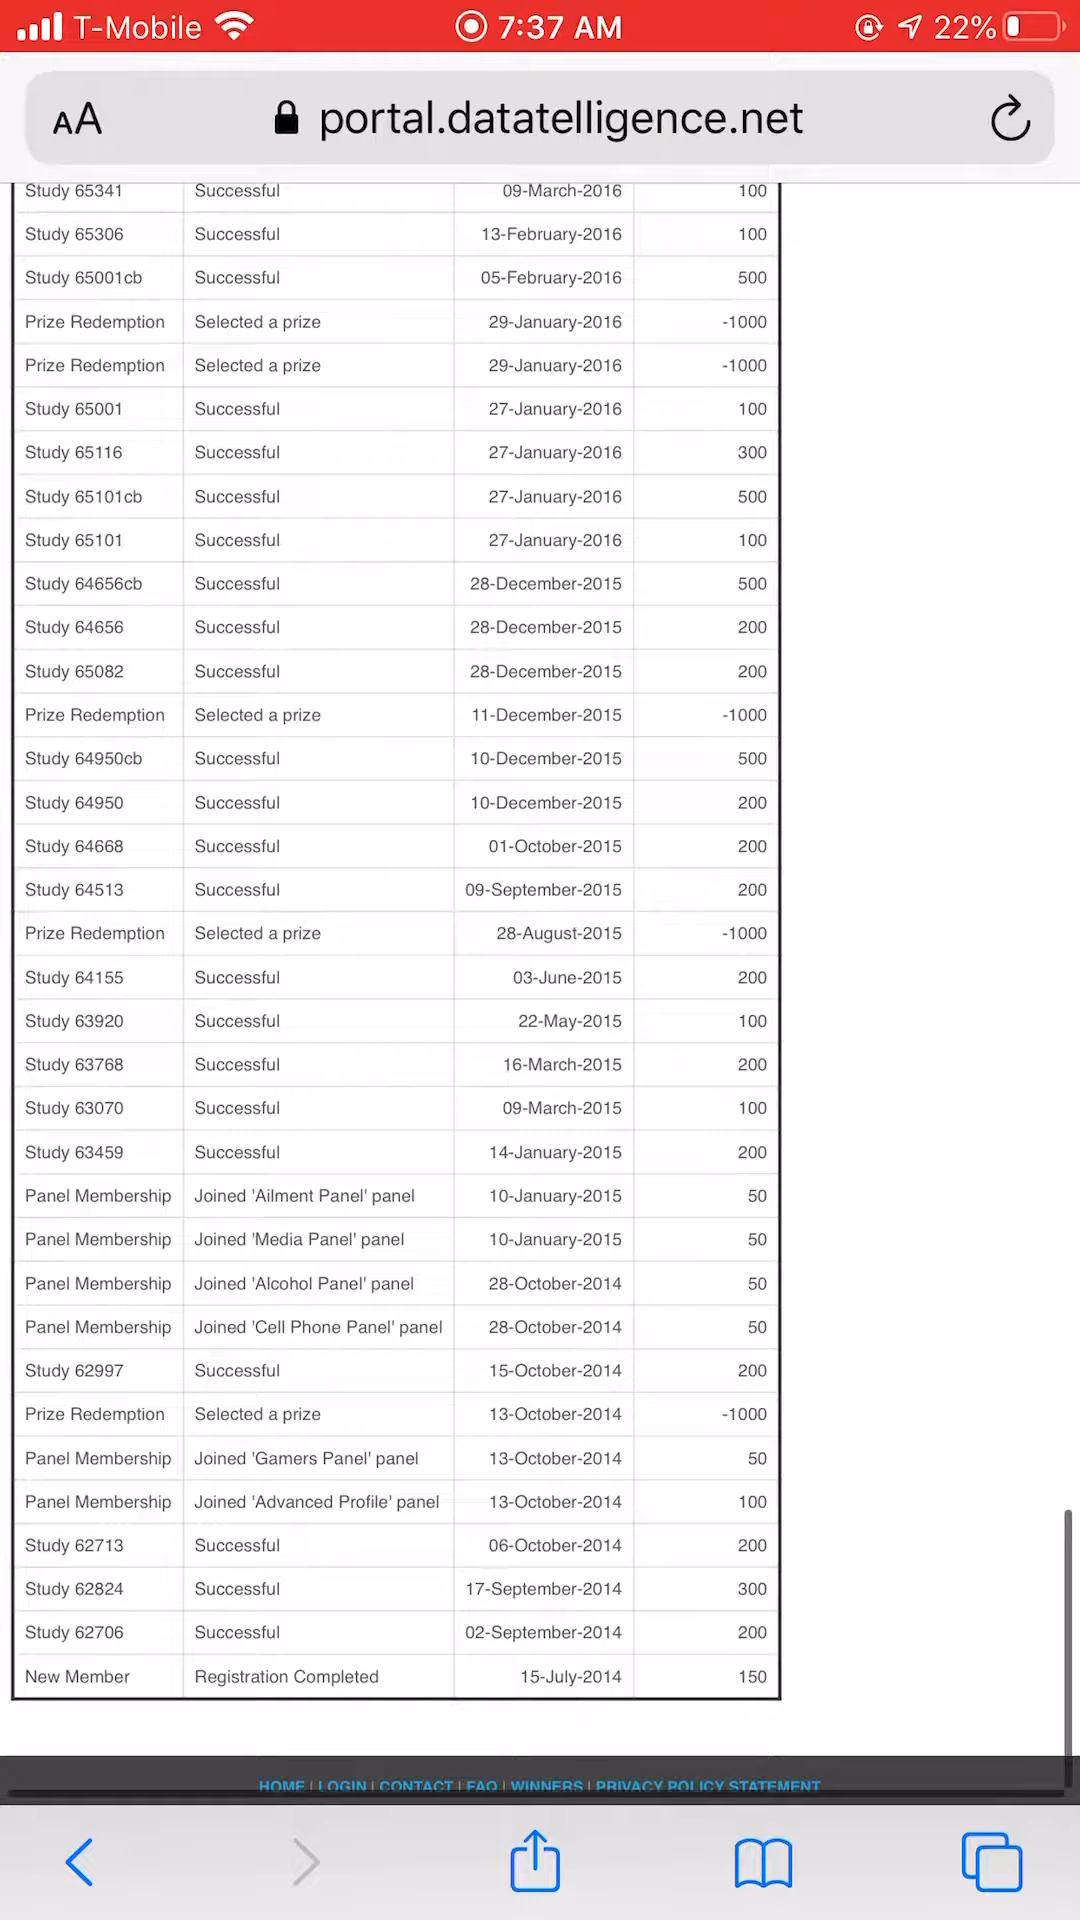 T-Mobile 7:37 AM 22%
AA portal.datatelligence.net
Study 65341 Successful 09-March-2016 100
Study 65306 Successful 13-February-2016 100
Study 65001cb Successful 05-February-2016 500
Prize Redemption Selected a prize 29-January-2016 -1000
Prize Redemption Selected a prize 29-January-2016 -1000
Study 65001 Successful 27-January-2016 100
Study 65116 Successful 27-January-2016 300
Study 65101cb Successful 27-January-2016 500
Study 65101 Successful 27-January-2016 100
Study 64656cb Successful 28-December-2015 500
Study 64656 Successful 28-December-2015 200
Study 65082 Successful 28-December-2015 200
Prize Redemption Selected a prize 11-December-2015 -1000
Study 64950cb Successful 10-December-2015 500
Study 64950 Successful 10-December-2015 200
Study 64668 Successful 01-October-2015 200
Study 64513 Successful 09-September-2015 200
Prize Redemption Selected a prize 28-August-2015 -1000
Study 64155 Successful 03-June-2015 200
Study 63920 Successful 22-May-2015 100
Study 63768 Successful 16-March-2015 200
Study 63070 Successful 09-March-2015 100
Study 63459 Successful 14-January-2015 200
Panel Membership Joined 'Ailment Panel' panel 10-January-2015 50
Panel Membership Joined 'Media Panel' panel 10-January-2015 50
Panel Membership Joined 'Alcohol Panel' panel 28-October-2014 50
Panel Membership Joined 'Cell Phone Panel' panel 28-October-2014 50
Study 62997 Successful 15-October-2014 200
Prize Redemption Selected a prize 13-October-2014 -1000
Panel Membership Joined 'Gamers Panel' panel 13-October-2014 50
Panel Membership Joined 'Advanced Profile' panel 13-October-2014 100
Study 62713 Successful 06-October-2014 200
Study 62824 Successful 17-September-2014 300
Study 62706 Successful 02-September-2014 200
New Member Registration Completed 15-July-2014 150
HOME | LOGIN | CONTACT | FAQ | WINNERS | PRIVACY POLICY STATEMENT